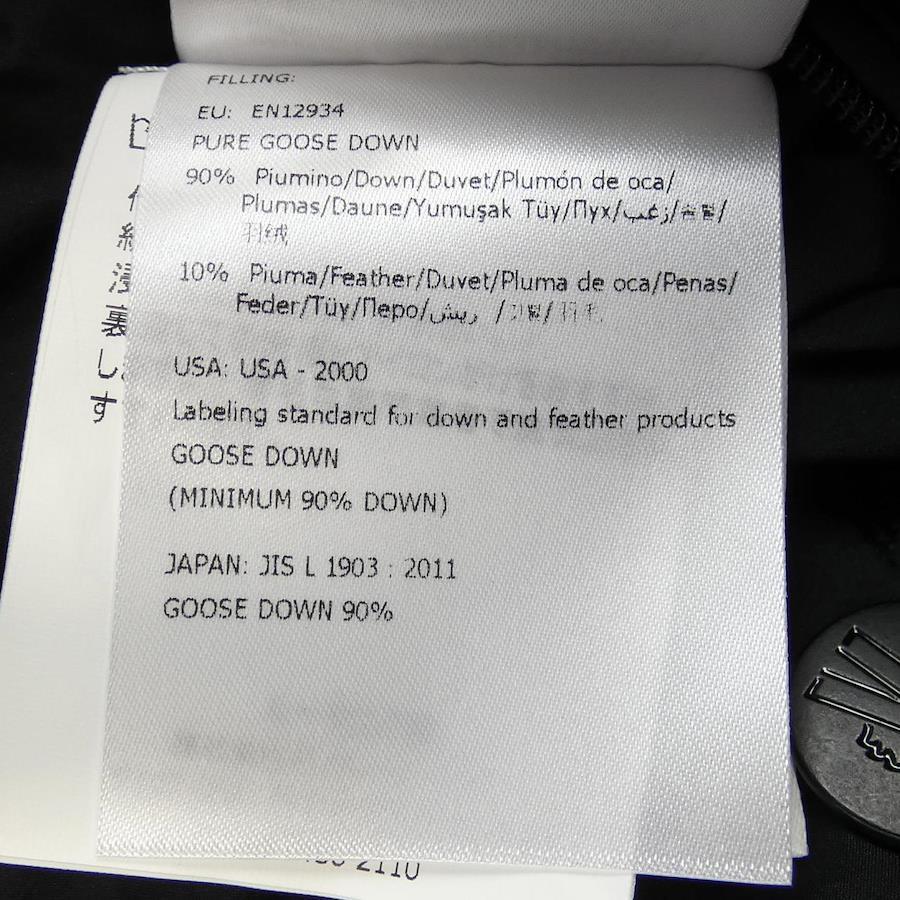 FILLING:
EU: EN12934
PURE GOOSE DOWN
90% Piumino/Down/Duvet/Plumón de oca/
Plumas/Daune/Yumuşak Tüy/Пух/زغب/
羽绒
10% Piuma/Feather/Duvet/Pluma de oca/Penas/
Feder/Tüy/Перо/ريش /
USA: USA - 2000
Labeling standard for down and feather products
GOOSE DOWN
(MINIMUM 90% DOWN)
JAPAN: JIS L 1903 : 2011
GOOSE DOWN 90%